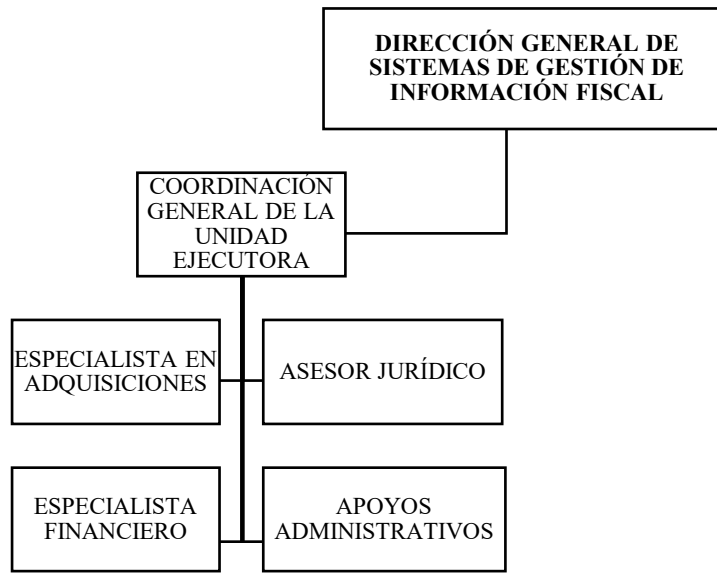 DIRECCIÓN GENERAL DE
SISTEMAS DE GESTIÓN DE
INFORMACIÓN FISCAL
COORDINACIÓN
GENERAL DE LA
UNIDAD
EJECUTORA
ESPECIALISTA EN
ADQUISICIONES
ASESOR JURÍDICO
ESPECIALISTA
FINANCIERO
APOYOS
ADMINISTRATIVOS